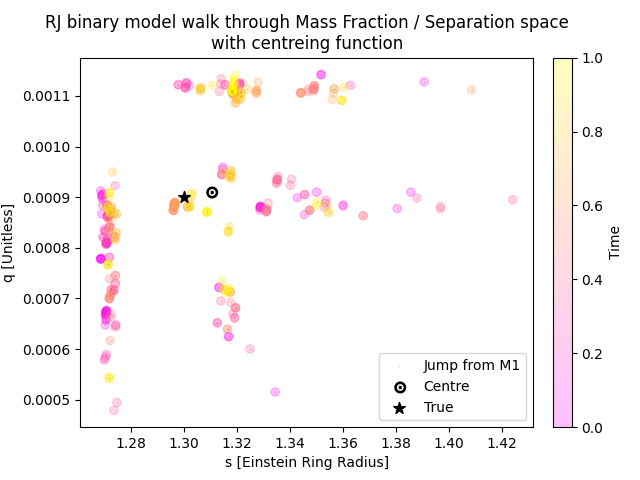 RJ binary model walk through Mass Fraction / Separation space
with centreing function
q [Unitless]
0.0011
0.0010
0.0009
0.0008
0.0007
0.0006
0.0005
1.28 1.30 1.32 1.34 1.36 1.38 1.40 1.42
s [Einstein Ring Radius]
Jump from M1
Centre
True
1.0
0.8
0.6
0.4
0.2
0.0
Time